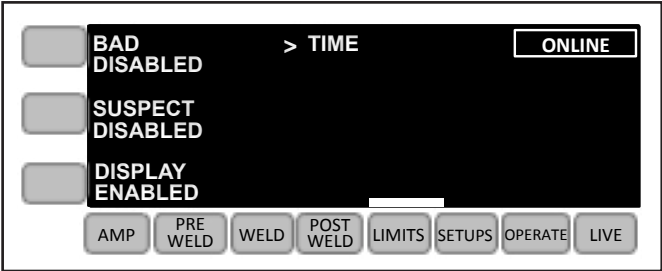 BAD > TIME ONLINE
DISABLED
SUSPECT
DISABLED
DISPLAY
ENABLED
AMP PRE WELD WELD POST WELD LIMITS SETUPS OPERATE LIVE